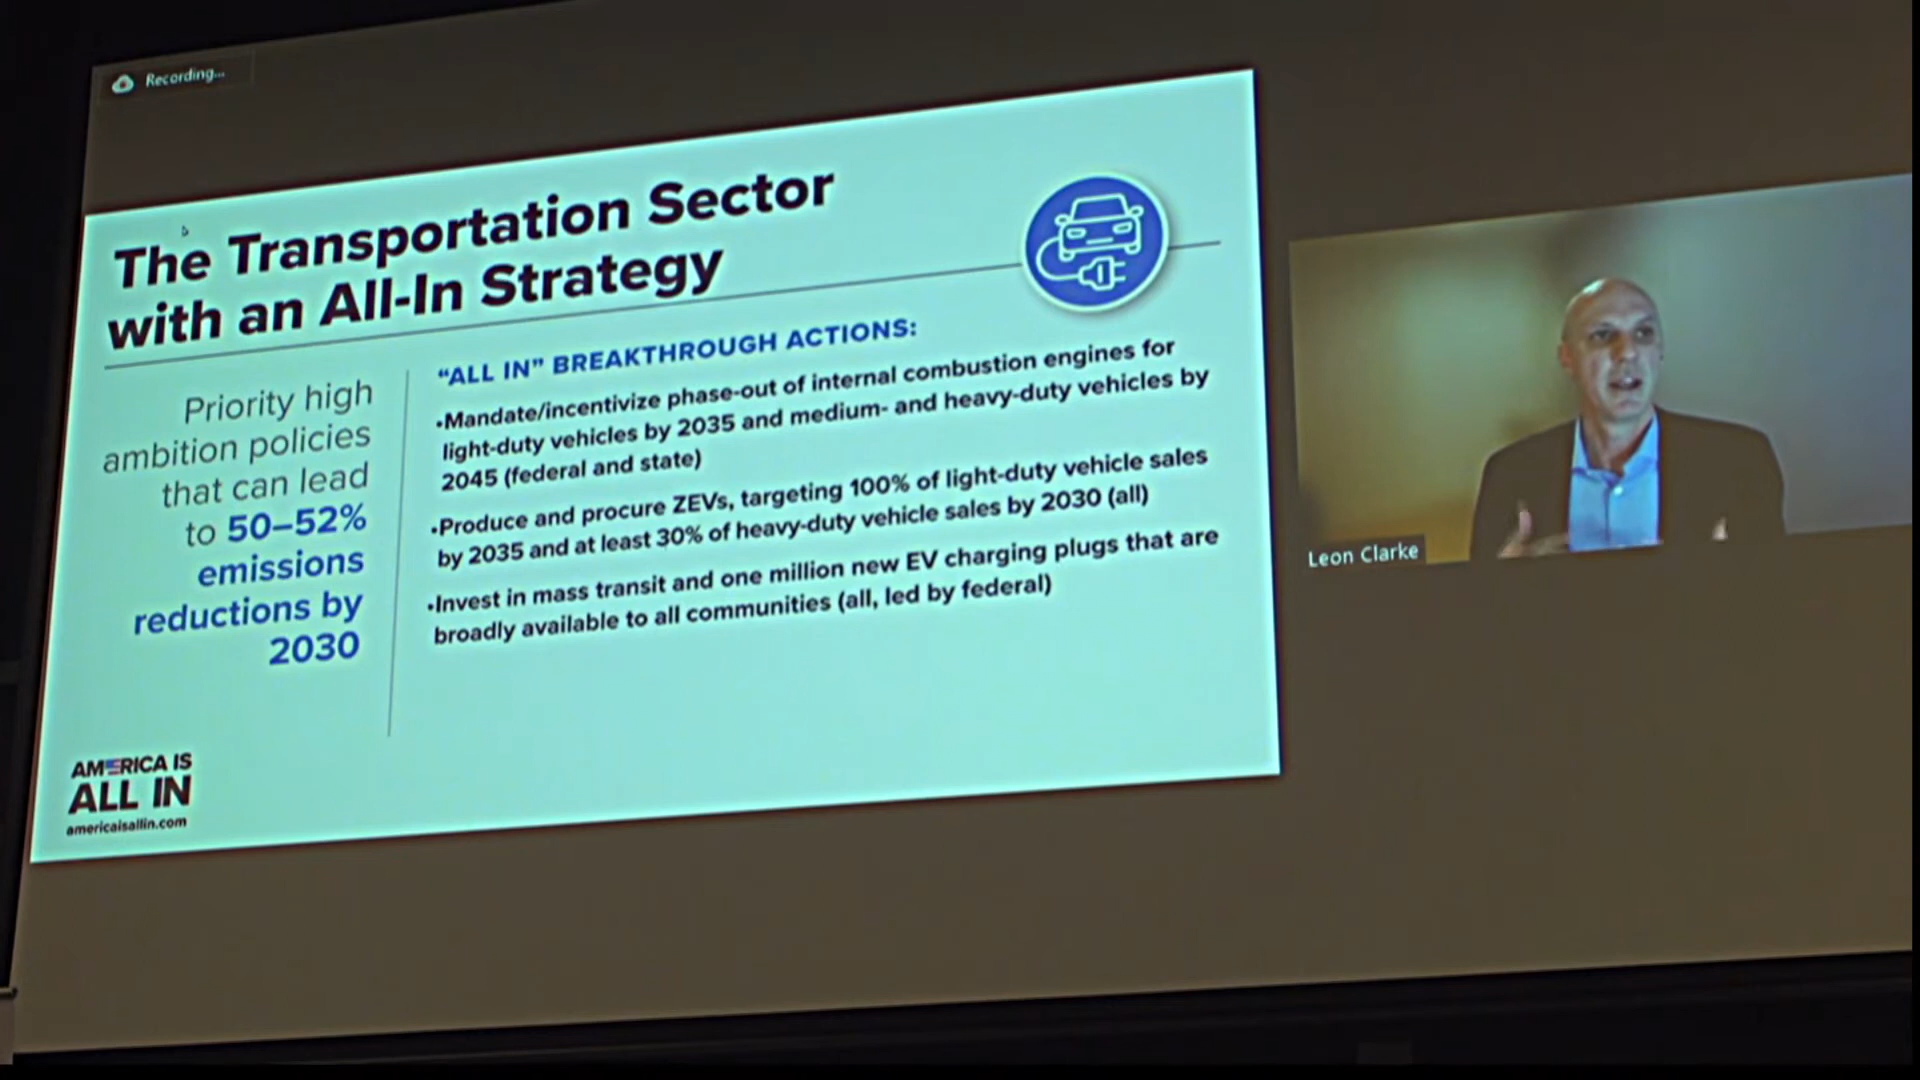 Recording...
The Transportation Sector
with an All-In Strategy
Priority high
ambition policies
that can lead
to 50–52%
emissions
reductions by
2030
“ALL IN” BREAKTHROUGH ACTIONS:
•Mandate/incentivize phase-out of internal combustion engines for
light-duty vehicles by 2035 and medium- and heavy-duty vehicles by
2045 (federal and state)
•Produce and procure ZEVs, targeting 100% of light-duty vehicle sales
by 2035 and at least 30% of heavy-duty vehicle sales by 2030 (all)
•Invest in mass transit and one million new EV charging plugs that are
broadly available to all communities (all, led by federal)
AMERICA IS
ALL IN
americaisallin.com
Leon Clarke